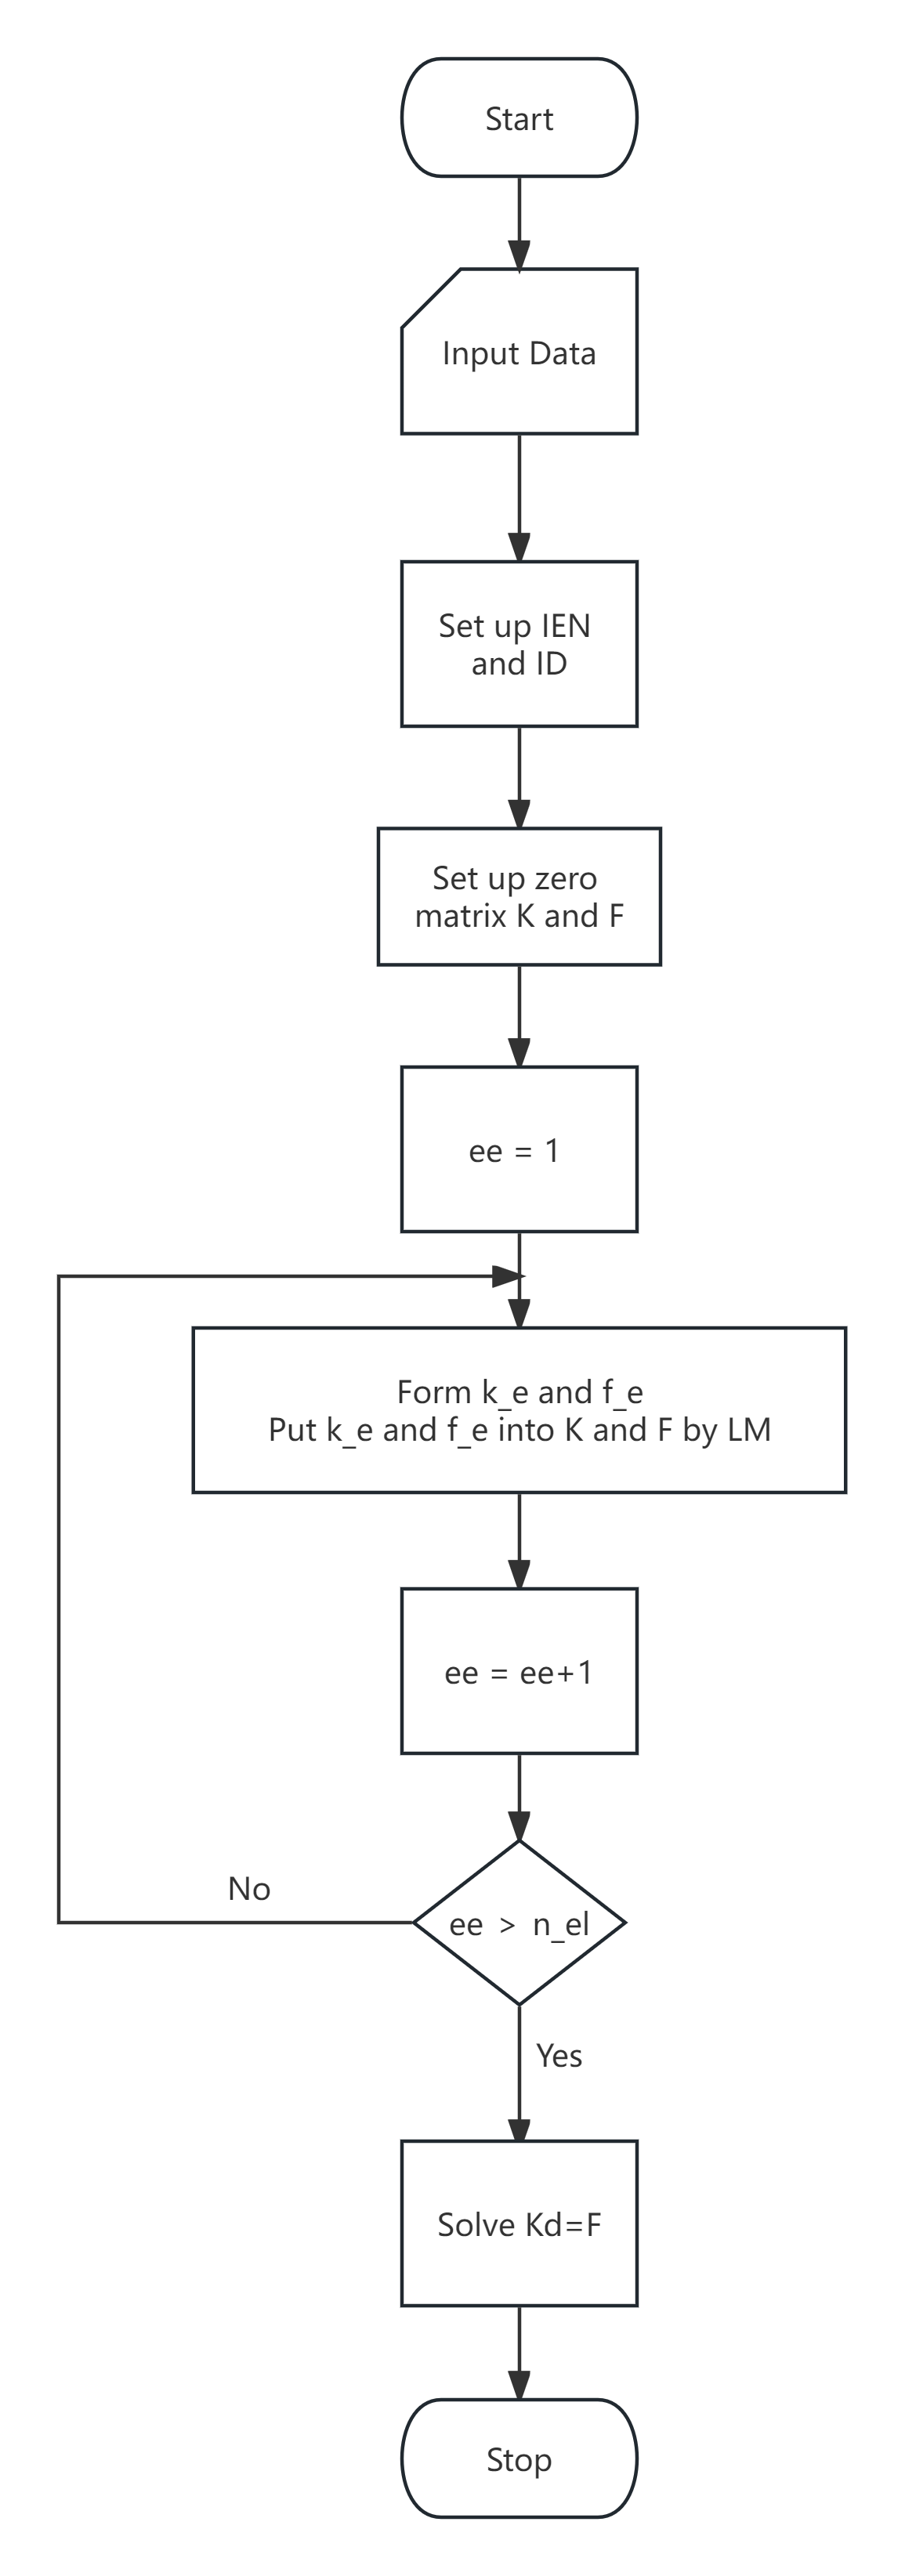 Start
Input Data
Set up IEN
and ID
Set up zero
matrix K and F
ee = 1
Form k_e and f_e
Put k_e and f_e into K and F by LM
ee = ee+1
ee > n_el
No
Yes
Solve Kd=F
Stop